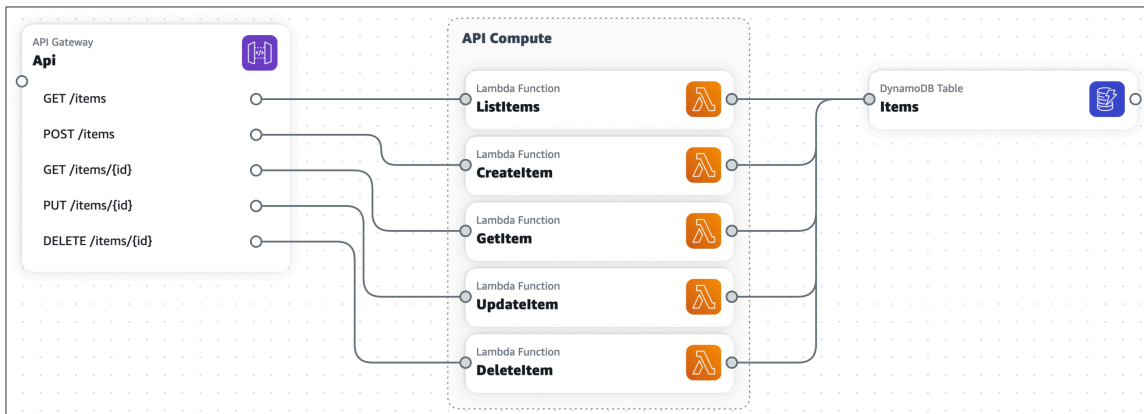 API Gateway
Api
GET /items
POST /items
GET /items/{id}
PUT /items/{id}
DELETE /items/{id}
API Compute
Lambda Function
ListItems
Lambda Function
CreateItem
Lambda Function
GetItem
Lambda Function
UpdateItem
Lambda Function
DeleteItem
DynamoDB Table
Items